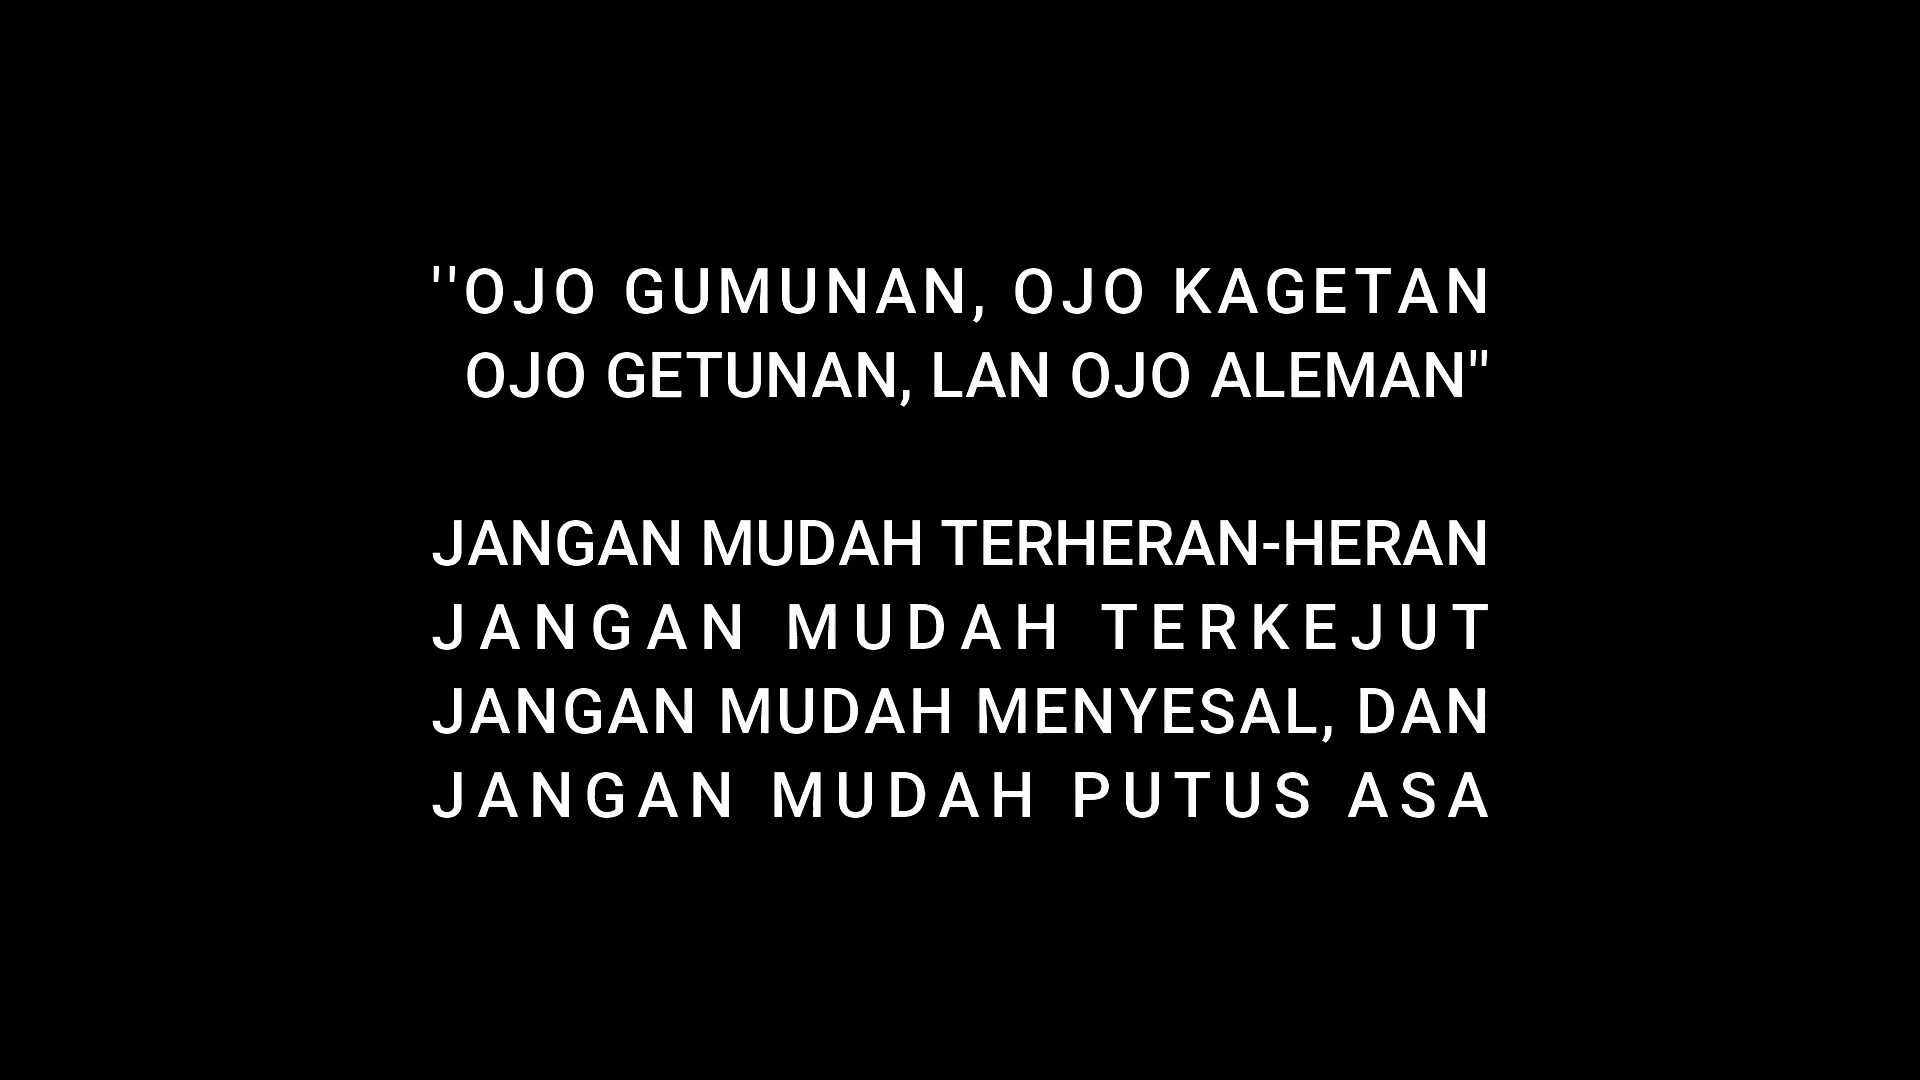 ''OJO GUMUNAN, OJO KAGETAN
OJO GETUNAN, LAN OJO ALEMAN"
JANGAN MUDAH TERHERAN-HERAN
JANGAN MUDAH TERKEJUT
JANGAN MUDAH MENYESAL, DAN
JANGAN MUDAH PUTUS ASA